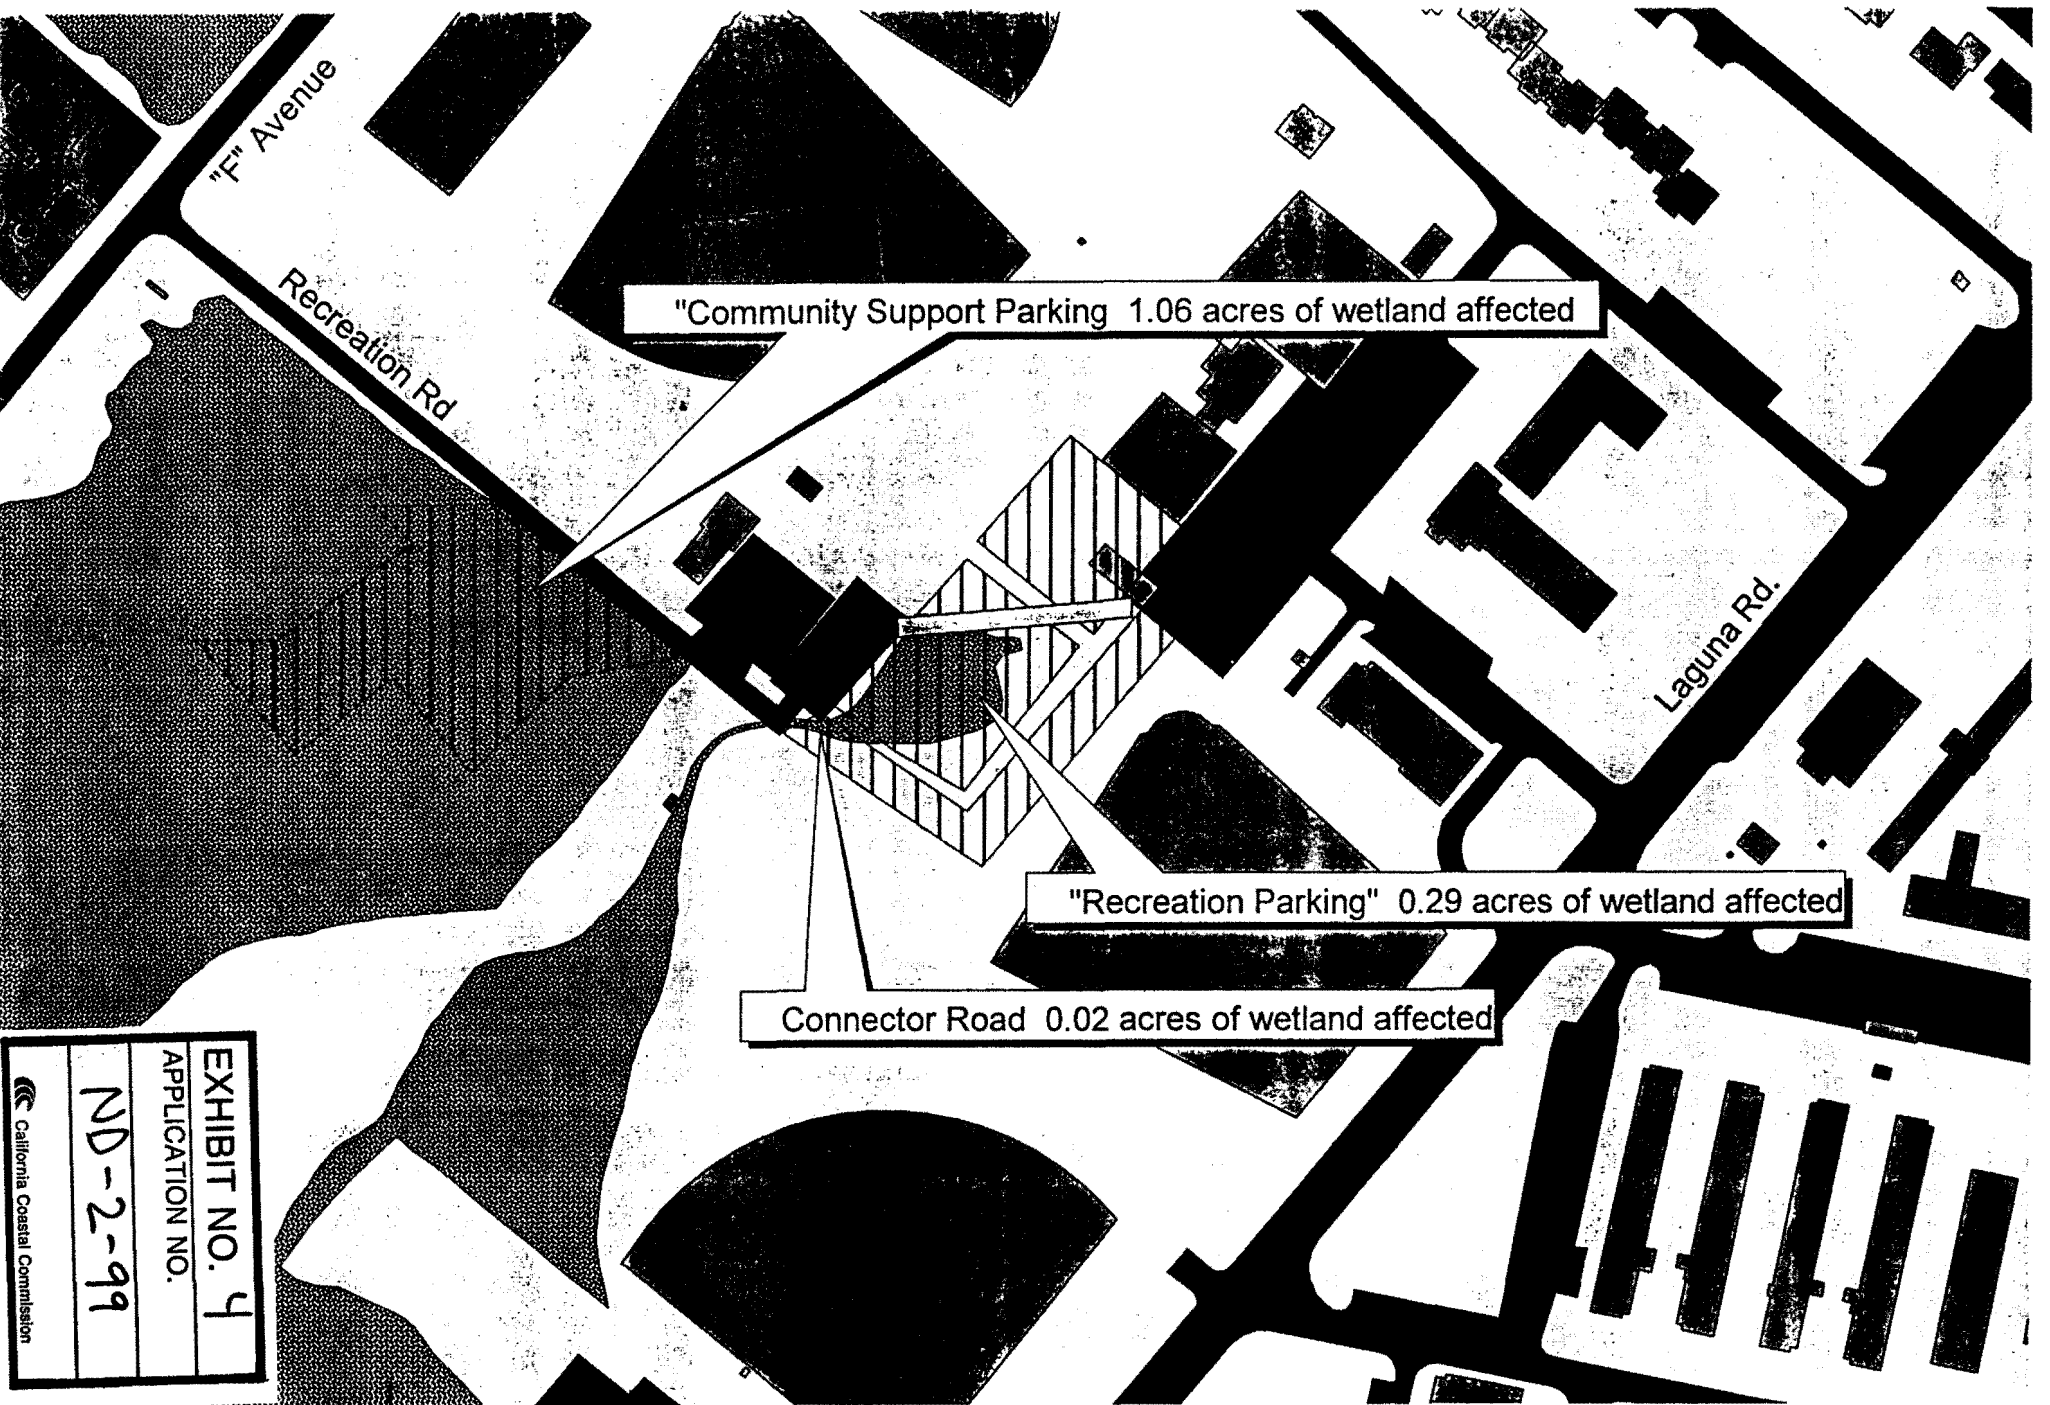 "F" Avenue
Recreation Rd
"Community Support Parking 1.06 acres of wetland affected
Laguna Rd.
"Recreation Parking" 0.29 acres of wetland affected
Connector Road 0.02 acres of wetland affected
EXHIBIT NO. 4
APPLICATION NO.
ND-2-99
California Coastal Commission